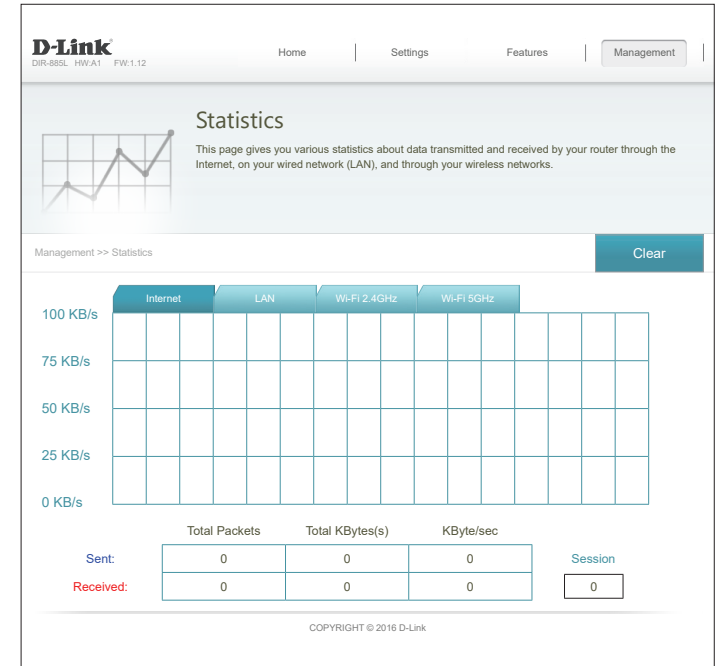 D-Link
DIR-885L HW:A1 FW:1.12
Home Settings Features Management
Statistics
This page gives you various statistics about data transmitted and received by your router through the
Internet, on your wired network (LAN), and through your wireless networks.
Management >> Statistics
Clear
Internet LAN Wi-Fi 2.4GHz Wi-Fi 5GHz
100 KB/s
75 KB/s
50 KB/s
25 KB/s
0 KB/s
Total Packets Total KBytes(s) KByte/sec
Sent: 0 0 0 Session
Received: 0 0 0 0
COPYRIGHT © 2016 D-Link